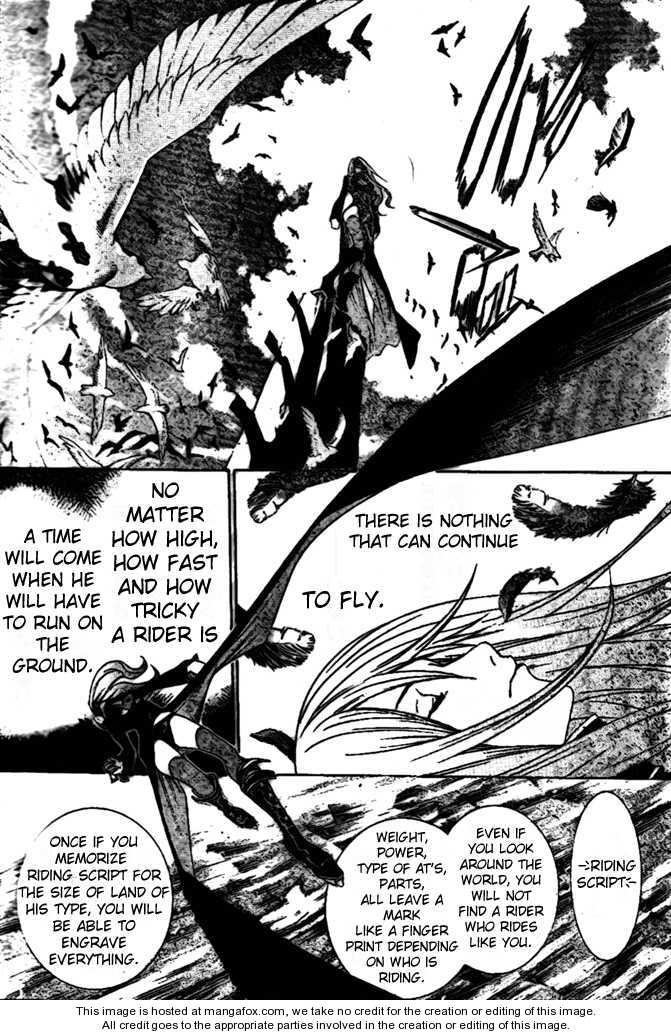 THERE IS NOTHING
THAT CAN CONTINUE
TO FLY.
NO
MATTER
HOW HIGH,
HOW FAST
AND HOW
TRICKY
A RIDER IS
A TIME
WILL COME
WHEN HE
WILL HAVE
TO RUN ON
THE
GROUND.
-:RIDING
SCRIPT:-
EVEN IF
YOU LOOK
AROUND THE
WORLD, YOU
WILL NOT
FIND A RIDER
WHO RIDES
LIKE YOU.
WEIGHT,
POWER,
TYPE OF AT'S,
PARTS,
ALL LEAVE A
MARK
LIKE A FINGER
PRINT DEPENDING
ON WHO IS
RIDING.
ONCE IF YOU
MEMORIZE
RIDING SCRIPT FOR
THE SIZE OF LAND OF
HIS TYPE, YOU WILL
BE ABLE TO
ENGRAVE
EVERYTHING.
This image is hosted at mangafox.com, we take no credit for the creation or editing of this image.
All credit goes to the appropriate parties involved in the creation or editing of this image.